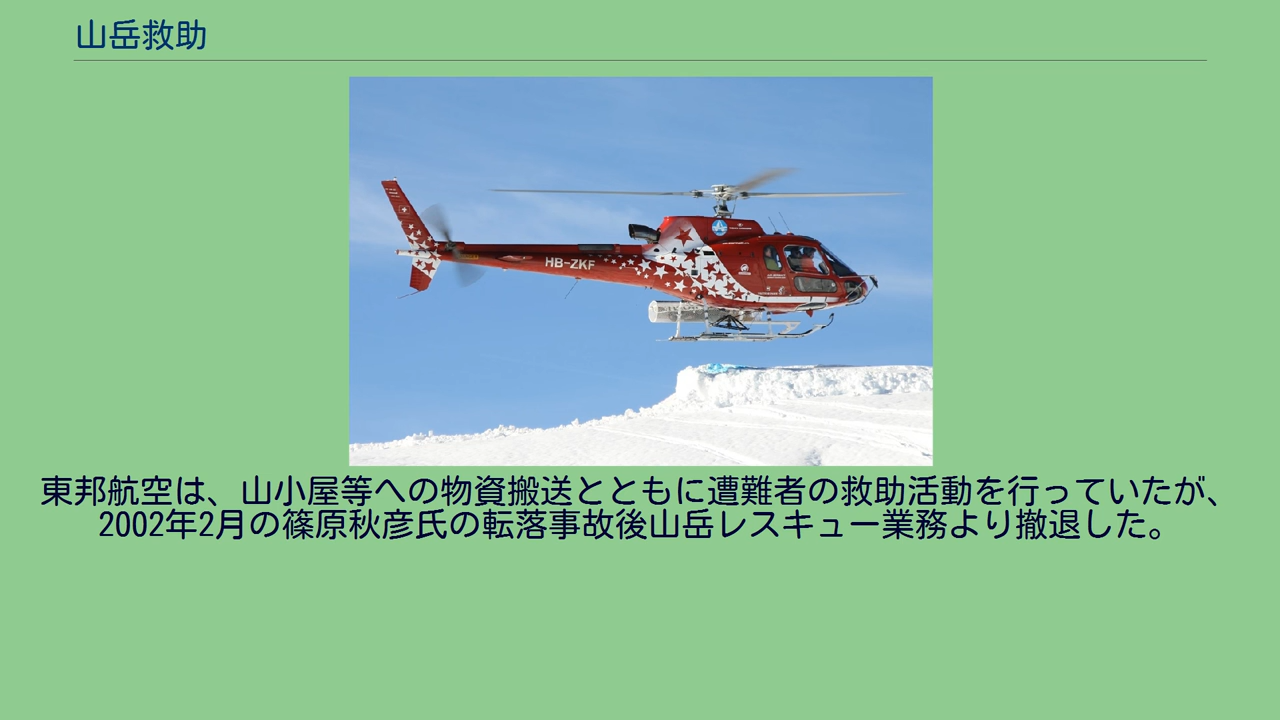 山岳救助
HB-ZKF
東邦航空は、山小屋等への物資搬送とともに遭難者の救助活動を行っていたが、
2002年2月の篠原秋彦氏の転落事故後山岳レスキュー業務より撤退した。